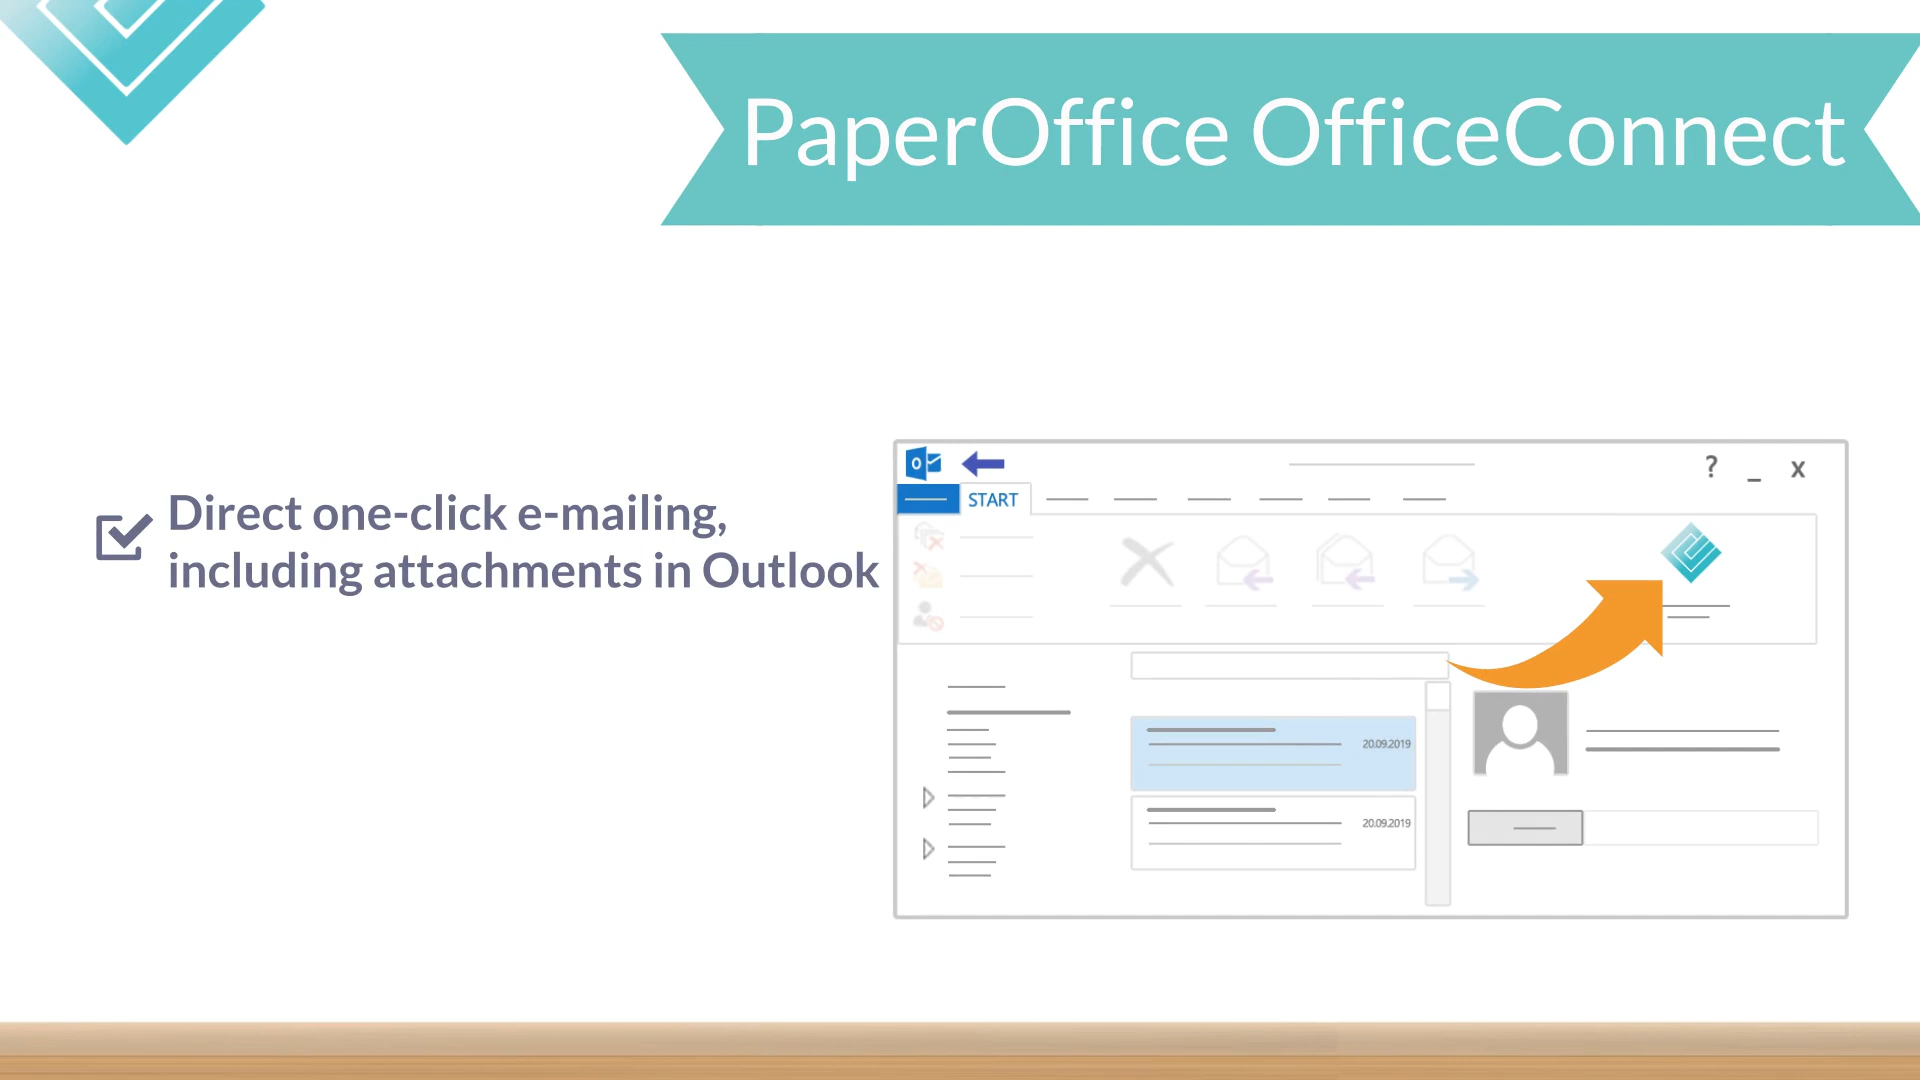 PaperOffice OfficeConnect
Direct one-click e-mailing,
including attachments in Outlook
? _ x
START
20.09.2019
20.09.2019